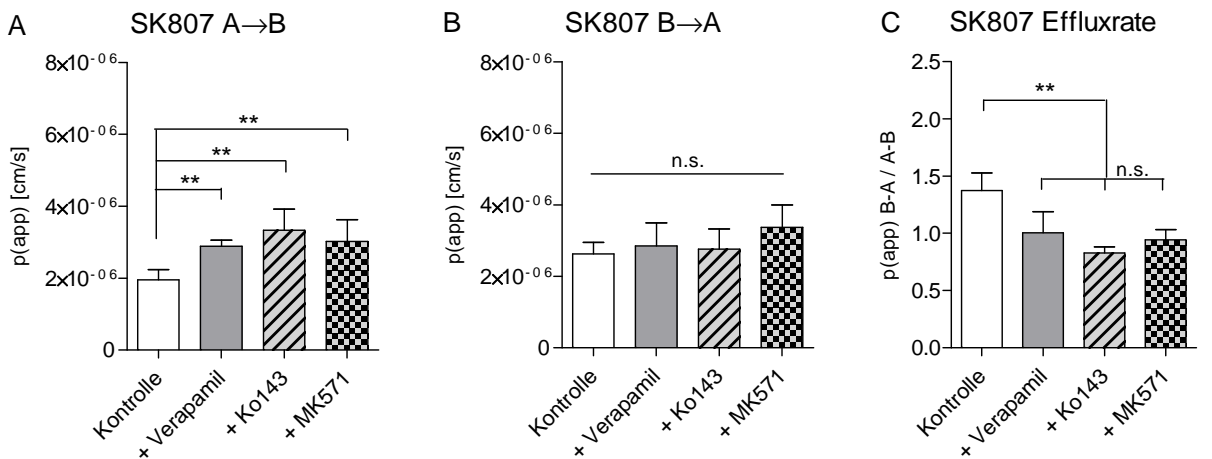 A
SK807 A→B
p(app) [cm/s]
8×10⁻⁰⁶
6×10⁻⁰⁶
4×10⁻⁰⁶
2×10⁻⁰⁶
0
**
**
**
Kontrolle
+ Verapamil
+ Ko143
+ MK571
B
SK807 B→A
p(app) [cm/s]
8×10⁻⁰⁶
6×10⁻⁰⁶
4×10⁻⁰⁶
2×10⁻⁰⁶
0
n.s.
Kontrolle
+ Verapamil
+ Ko143
+ MK571
C
SK807 Effluxrate
p(app) B-A / A-B
2.5
2.0
1.5
1.0
0.5
0.0
**
n.s.
Kontrolle
+ Verapamil
+ Ko143
+ MK571